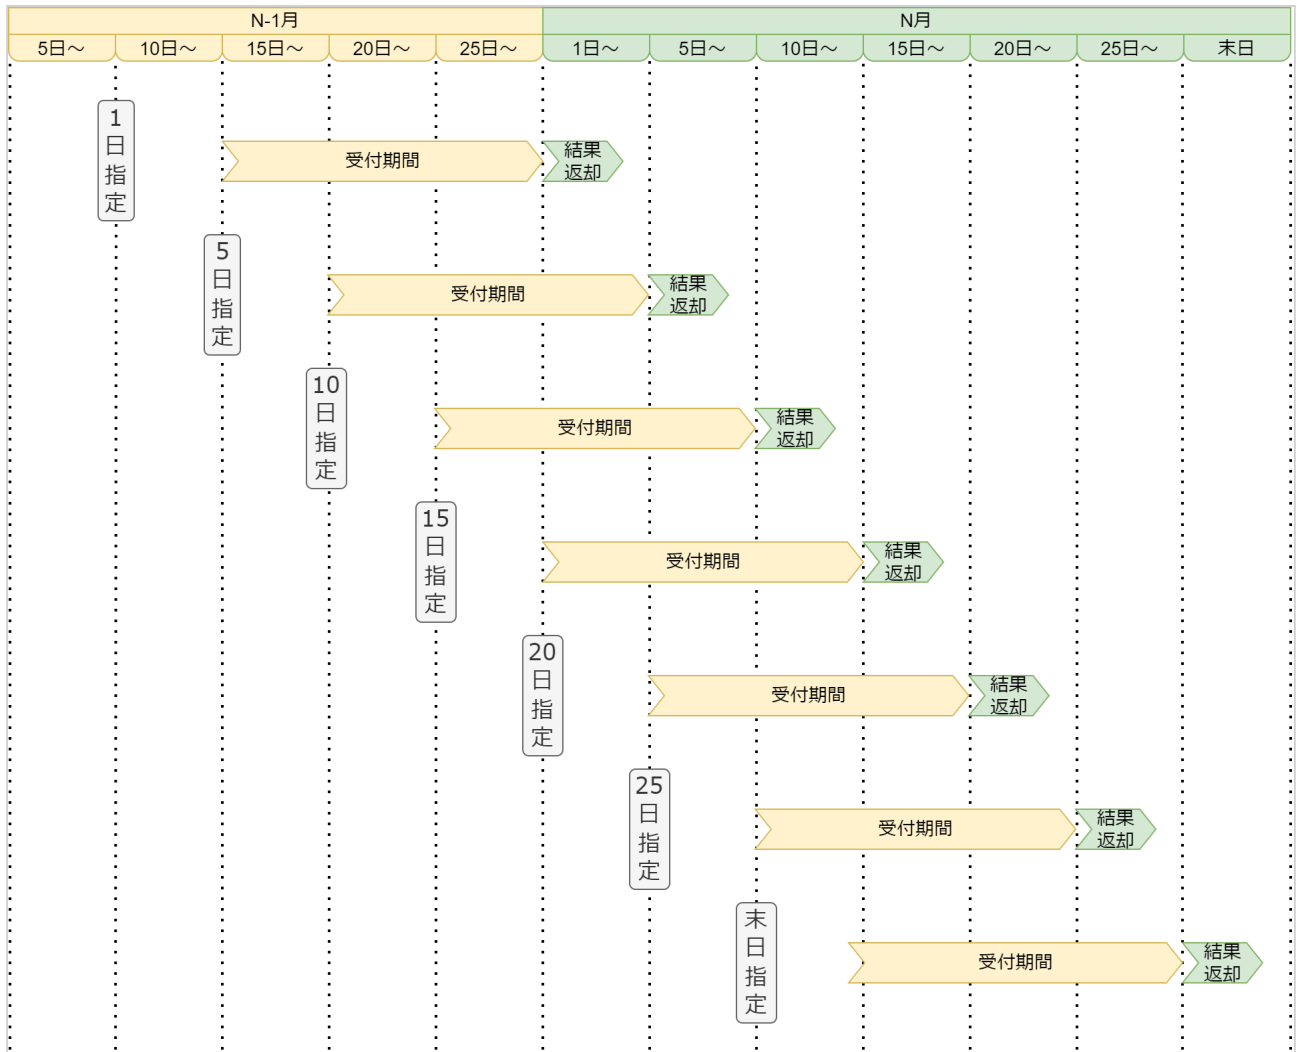 N-1月
N月
5日～
10日～
15日～
20日～
25日～
1日～
5日～
10日～
15日～
20日～
25日～
末日
1
日
指
定
受付期間
結果
返却
5
日
指
定
受付期間
結果
返却
10
日
指
定
受付期間
結果
返却
15
日
指
定
受付期間
結果
返却
20
日
指
定
受付期間
結果
返却
25
日
指
定
受付期間
結果
返却
末
日
指
定
受付期間
結果
返却